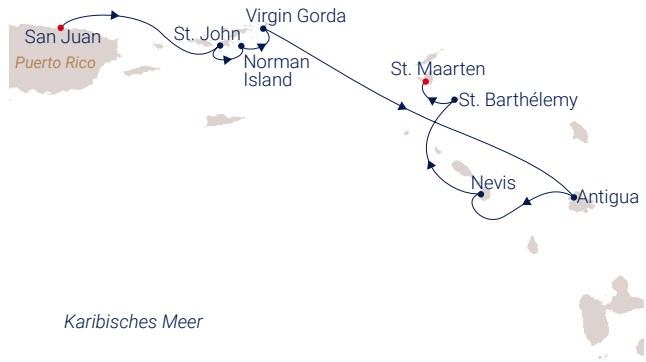 Virgin Gorda
San Juan
St. John
Puerto Rico
Norman
Island
St. Maarten
St. Barthélemy
Nevis
Antigua
Karibisches Meer